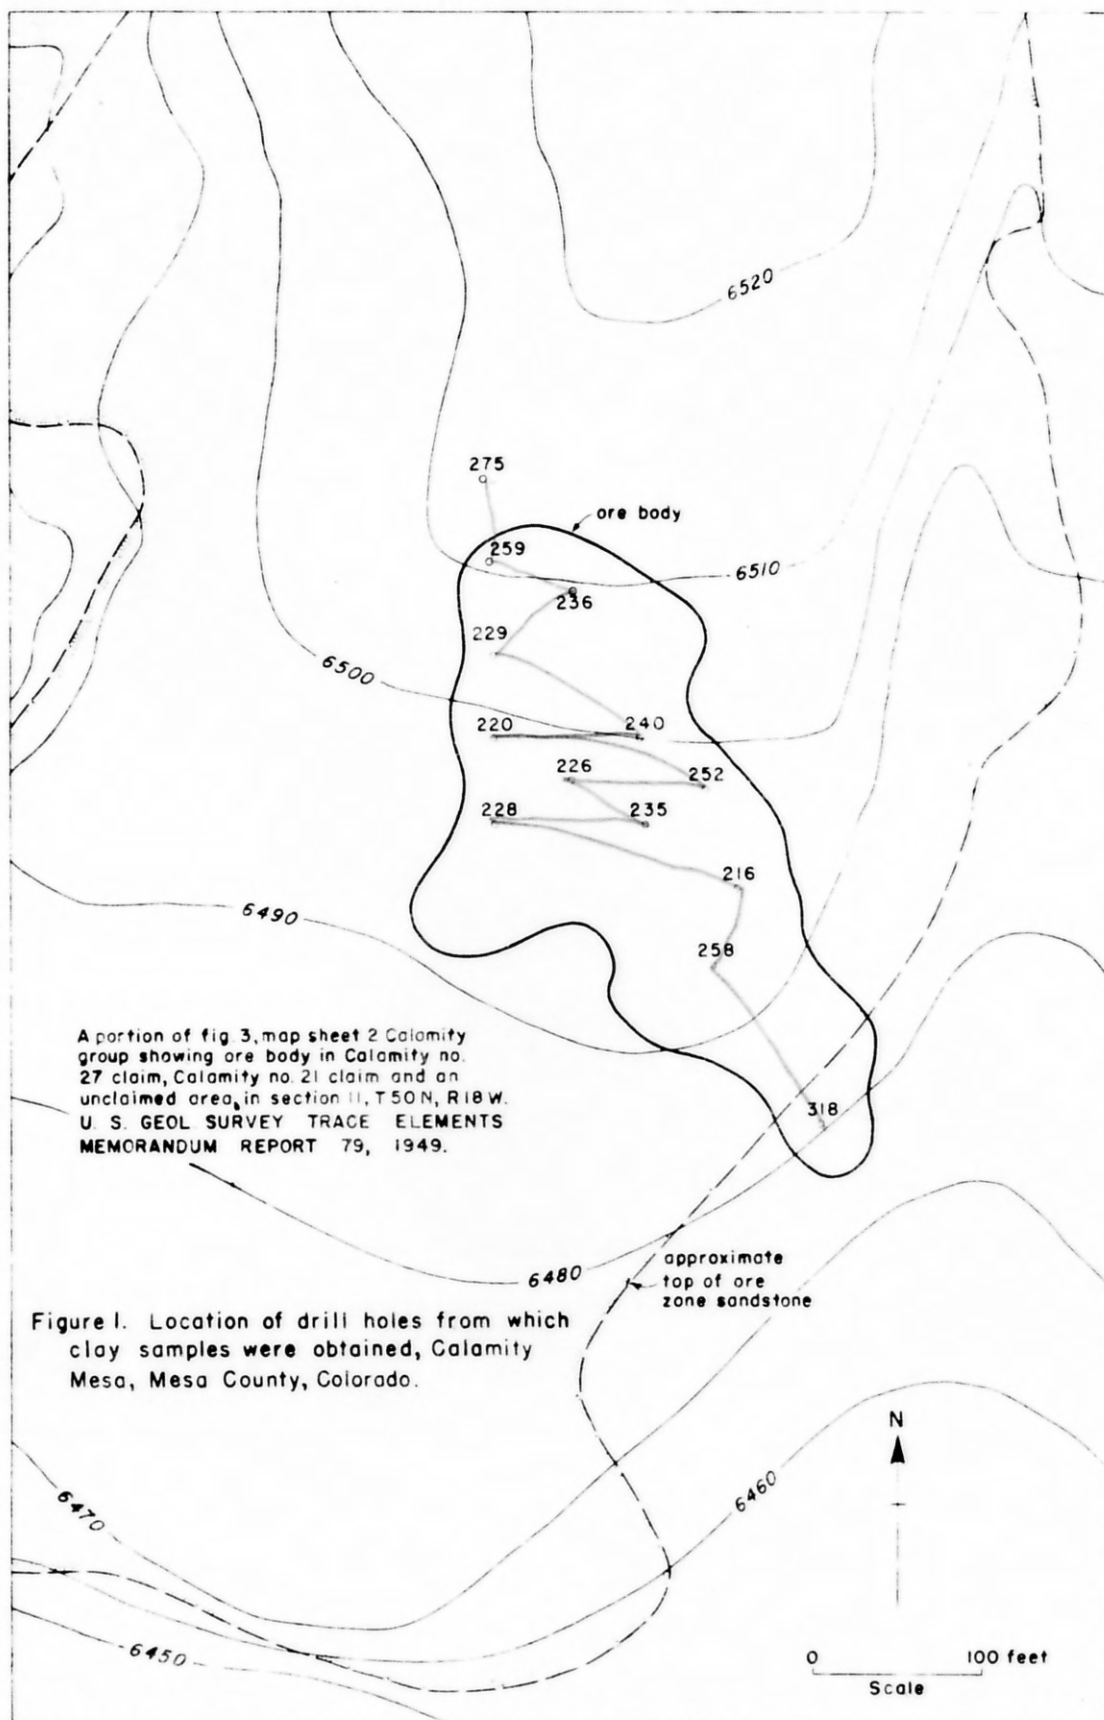 6520
275
ore body
259
6510
236
229
6500
220
240
226
252
228
235
216
6490
258
A portion of fig. 3, map sheet 2 Calamity
group showing ore body in Calamity no.
27 claim, Calamity no. 21 claim and an
unclaimed area, in section 11, T 50 N, R 18 W.
U. S. GEOL SURVEY TRACE ELEMENTS
MEMORANDUM REPORT 79, 1949.
318
approximate
top of ore
zone sandstone
6480
Figure 1. Location of drill holes from which
clay samples were obtained, Calamity
Mesa, Mesa County, Colorado.
N
6460
6470
6450
0 100 feet
Scale